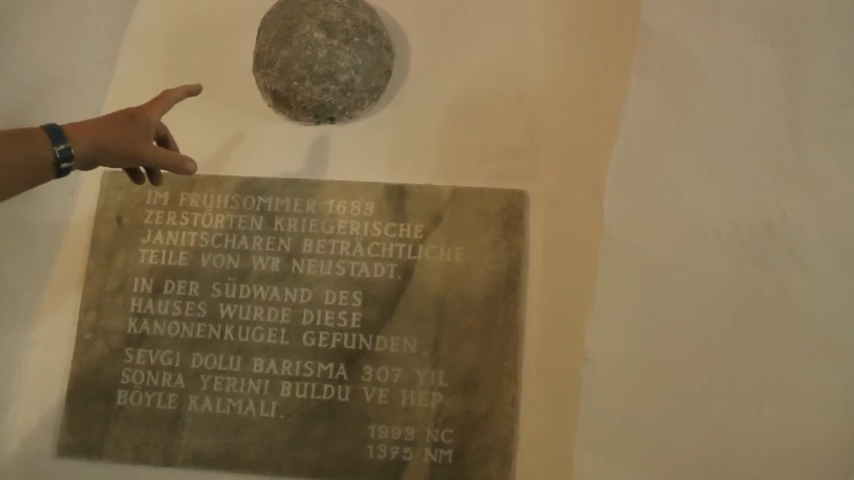 IM FRÜHSOMMER 1683
ZERSTÖRTEN KRIEGERISCHE
JANITSCHAREN BETRÄCHTLICHE
TEILE VON WR NEUSTADT.
IN DER SÜDWAND DES
HAUSES WURDE DIESE
KANONENKUGEL GEFUNDEN.
SEVGI DOLU BARISMA 307 YIL
SONRA YERINI BULDU VE HEP
BÖYLE KALMALI.
1993 NC
1375 NM